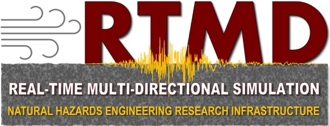 RTMD
REAL-TIME MULTI-DIRECTIONAL SIMULATION
NATURAL HAZARDS ENGINEERING RESEARCH INFRASTRUCTURE